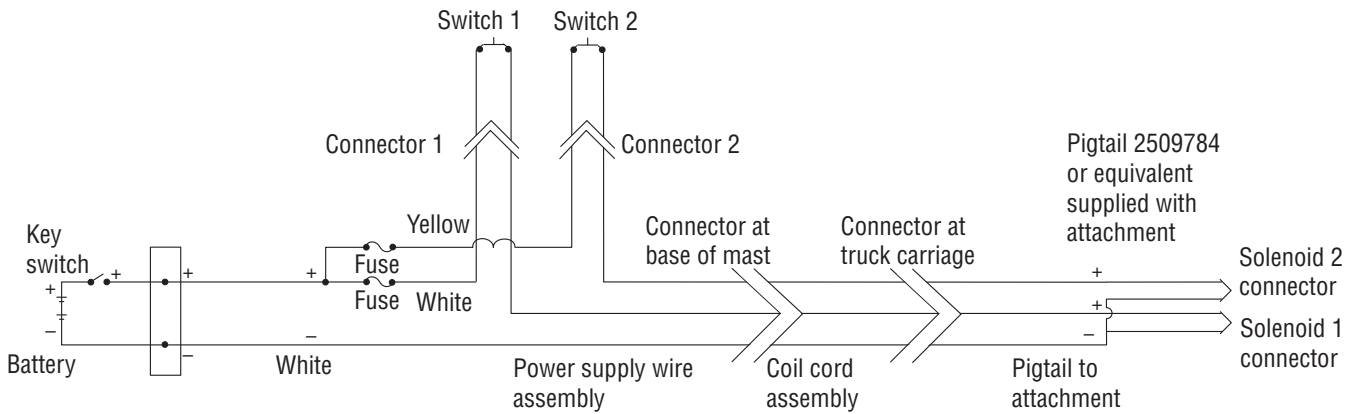 Switch 1
Switch 2
Connector 1
Connector 2
Pigtail 2509784
or equivalent
supplied with
attachment
Key
switch
Yellow
Connector at
base of mast
Connector at
truck carriage
+
+
+
+
Fuse
Fuse
White
+
+
Solenoid 2
connector
–
–
–
–
Solenoid 1
connector
Battery
White
Power supply wire
assembly
Coil cord
assembly
Pigtail to
attachment